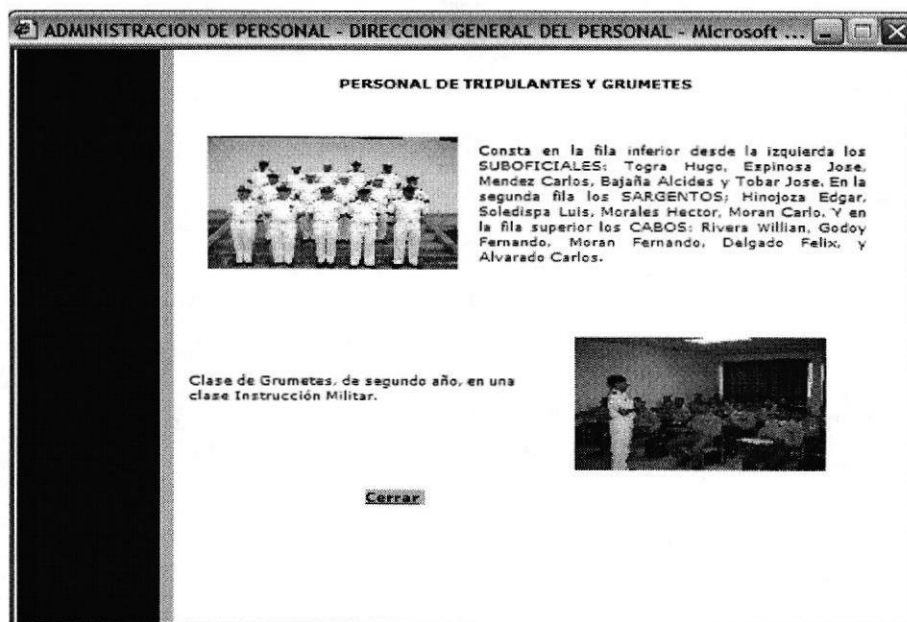 ADMINISTRACION DE PERSONAL - DIRECCION GENERAL DEL PERSONAL - Microsoft ...
PERSONAL DE TRIPULANTES Y GRUMETES
Consta en la fila inferior desde la izquierda los
SUBOFICIALES: Togra Hugo, Espinosa Jose,
Mendez Carlos, Bajaña Alcides y Tobar Jose. En la
segunda fila los SARGENTOS; Hinojoza Edgar,
Soledispa Luis, Morales Hector, Moran Carlo. Y en
la fila superior los CABOS: Rivera Willian, Godoy
Fernando, Moran Fernando, Delgado Felix, y
Alvarado Carlos.
Clase de Grumetes, de segundo año, en una
clase Instrucción Militar.
Cerrar